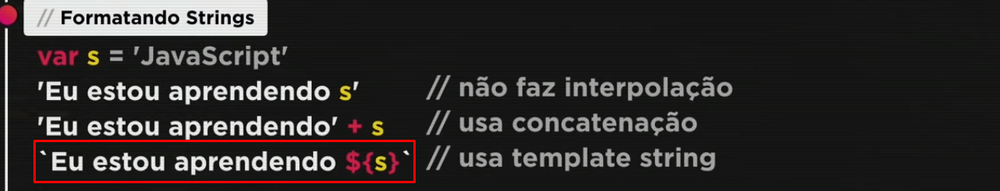 // Formatando Strings
var s = 'JavaScript'
'Eu estou aprendendo s' // não faz interpolação
'Eu estou aprendendo' + s // usa concatenação
`Eu estou aprendendo ${s}` // usa template string